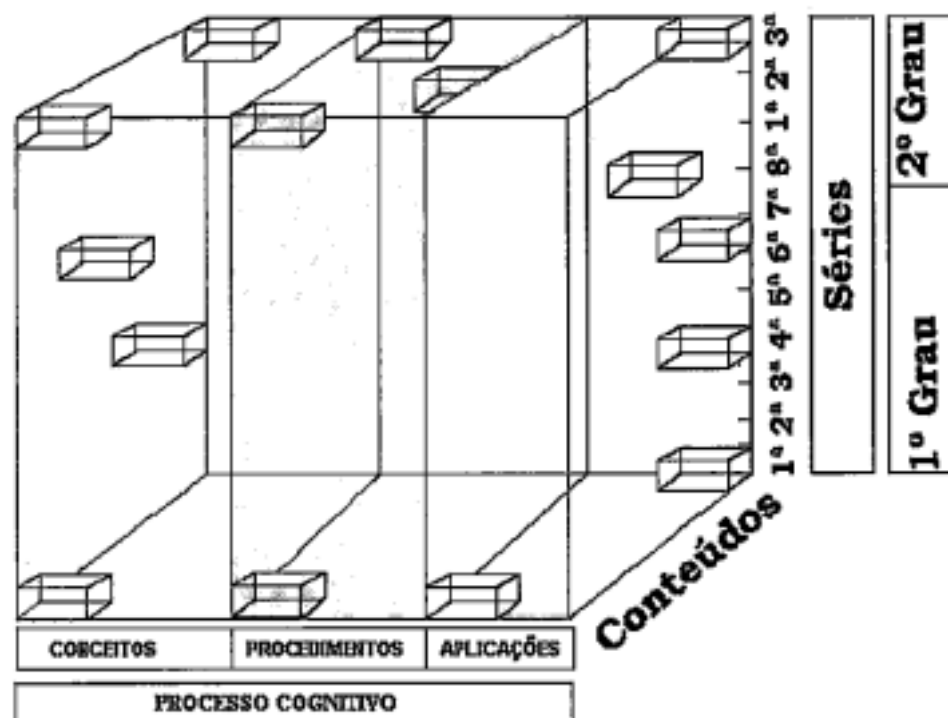 3ª
2ª
1ª
8ª
7ª
6ª
5ª
4ª
3ª
2ª
1ª
Séries
2º Grau
1º Grau
Conteúdos
CONCEITOS
PROCEDIMENTOS
APLICAÇÕES
PROCESSO COGNITIVO